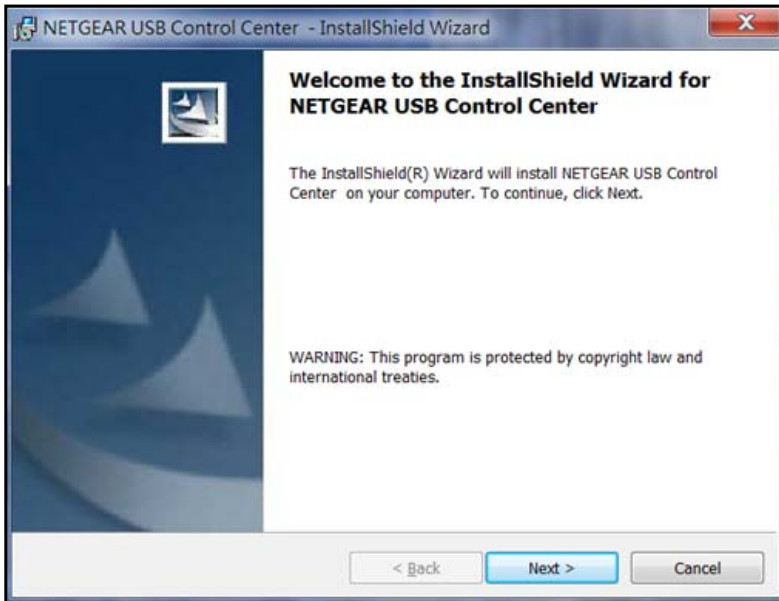 NETGEAR USB Control Center - InstallShield Wizard
Welcome to the InstallShield Wizard for
NETGEAR USB Control Center
The InstallShield(R) Wizard will install NETGEAR USB Control
Center on your computer. To continue, click Next.
WARNING: This program is protected by copyright law and
international treaties.
< Back
Next >
Cancel